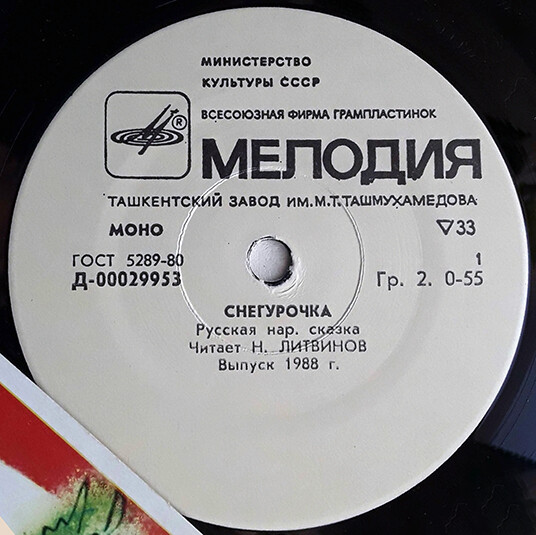 МИНИСТЕРСТВО
КУЛЬТУРЫ СССР
ВСЕСОЮЗНАЯ ФИРМА ГРАМПЛАСТИНОК
® МЕЛОДИЯ
ТАШКЕНТСКИЙ ЗАВОД ИМ. М.Т.ТАШМУХАМЕДОВА
МОНО ▽33
ГОСТ 5289-80 1
Д-00029953 Гр. 2. 0-55
СНЕГУРОЧКА
Русская нар. сказка
Читает Н. ЛИТВИНОВ
Выпуск 1988 г.